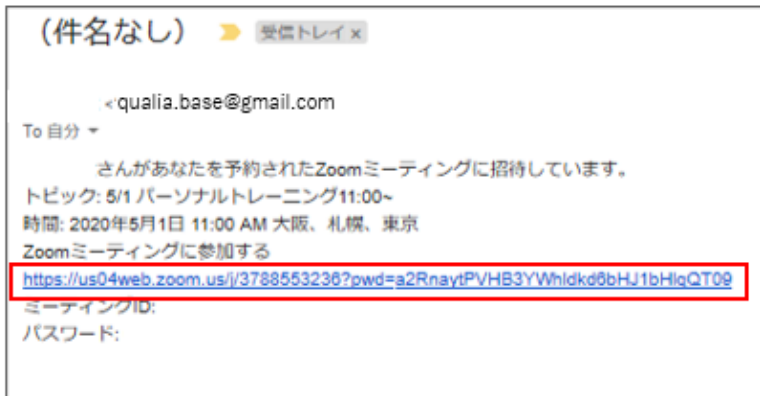 （件名なし） 受信トレイ x
<qualia.base@gmail.com
To 自分
さんがあなたを予約されたZoomミーティングに招待しています。
トピック: 5/1 パーソナルトレーニング11:00~
時間: 2020年5月1日 11:00 AM 大阪、札幌、東京
Zoomミーティングに参加する
https://us04web.zoom.us/j/3788553236?pwd=a2RnaytPVHB3YWhIdkd6bHJ1bHlqQT09
ミーティングID:
パスワード: